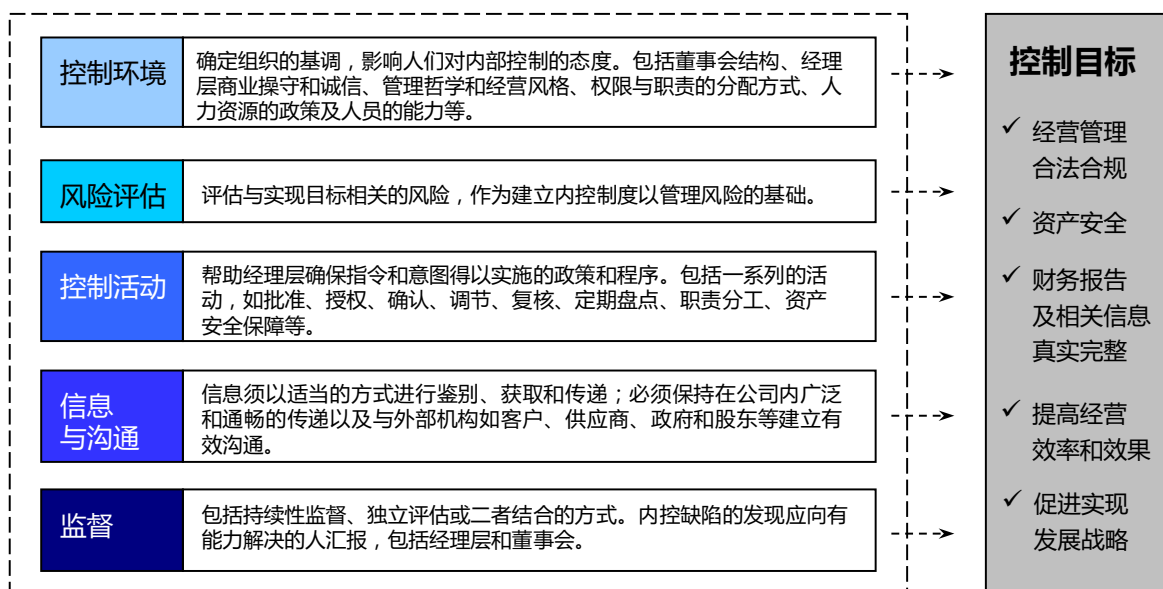 控制环境
确定组织的基调，影响人们对内部控制的态度。包括董事会结构、经理
层商业操守和诚信、管理哲学和经营风格、权限与职责的分配方式、人
力资源的政策及人员的能力等。
风险评估
评估与实现目标相关的风险，作为建立内控制度以管理风险的基础。
控制活动
帮助经理层确保指令和意图得以实施的政策和程序。包括一系列的活
动，如批准、授权、确认、调节、复核、定期盘点、职责分工、资产
安全保障等。
信息
与沟通
信息须以适当的方式进行鉴别、获取和传递；必须保持在公司内广泛
和通畅的传递以及与外部机构如客户、供应商、政府和股东等建立有
效沟通。
监督
包括持续性监督、独立评估或二者结合的方式。内控缺陷的发现应向有
能力解决的人汇报，包括经理层和董事会。
控制目标
✓ 经营管理
合法合规
✓ 资产安全
✓ 财务报告
及相关信息
真实完整
✓ 提高经营
效率和效果
✓ 促进实现
发展战略